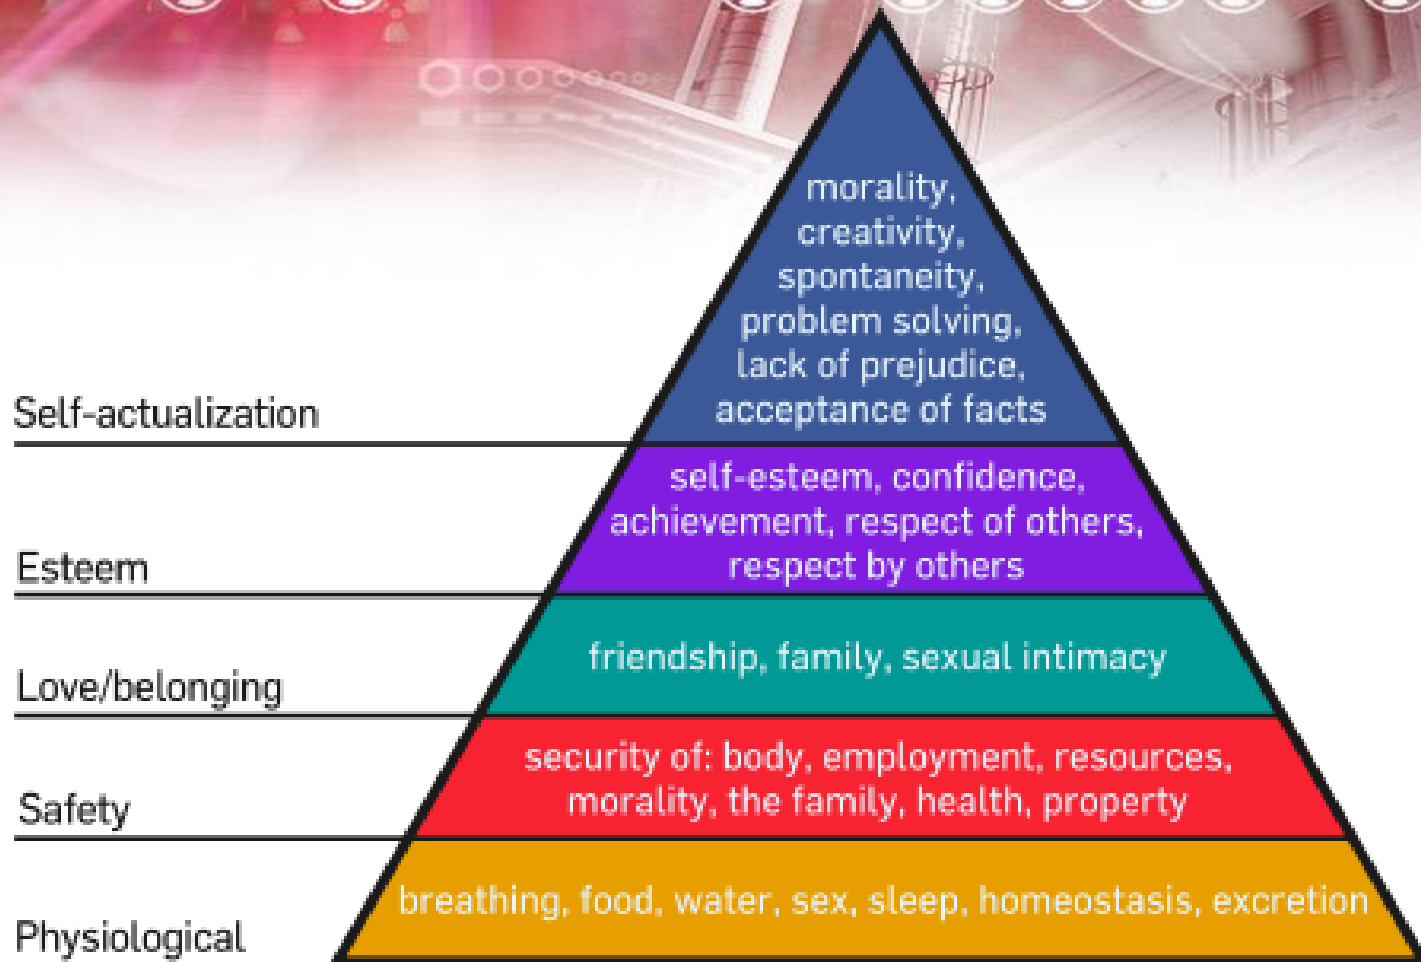 morality,
creativity,
spontaneity,
problem solving,
lack of prejudice,
acceptance of facts
Self-actualization
self-esteem, confidence,
achievement, respect of others,
respect by others
Esteem
friendship, family, sexual intimacy
Love/belonging
security of: body, employment, resources,
morality, the family, health, property
Safety
breathing, food, water, sex, sleep, homeostasis, excretion
Physiological